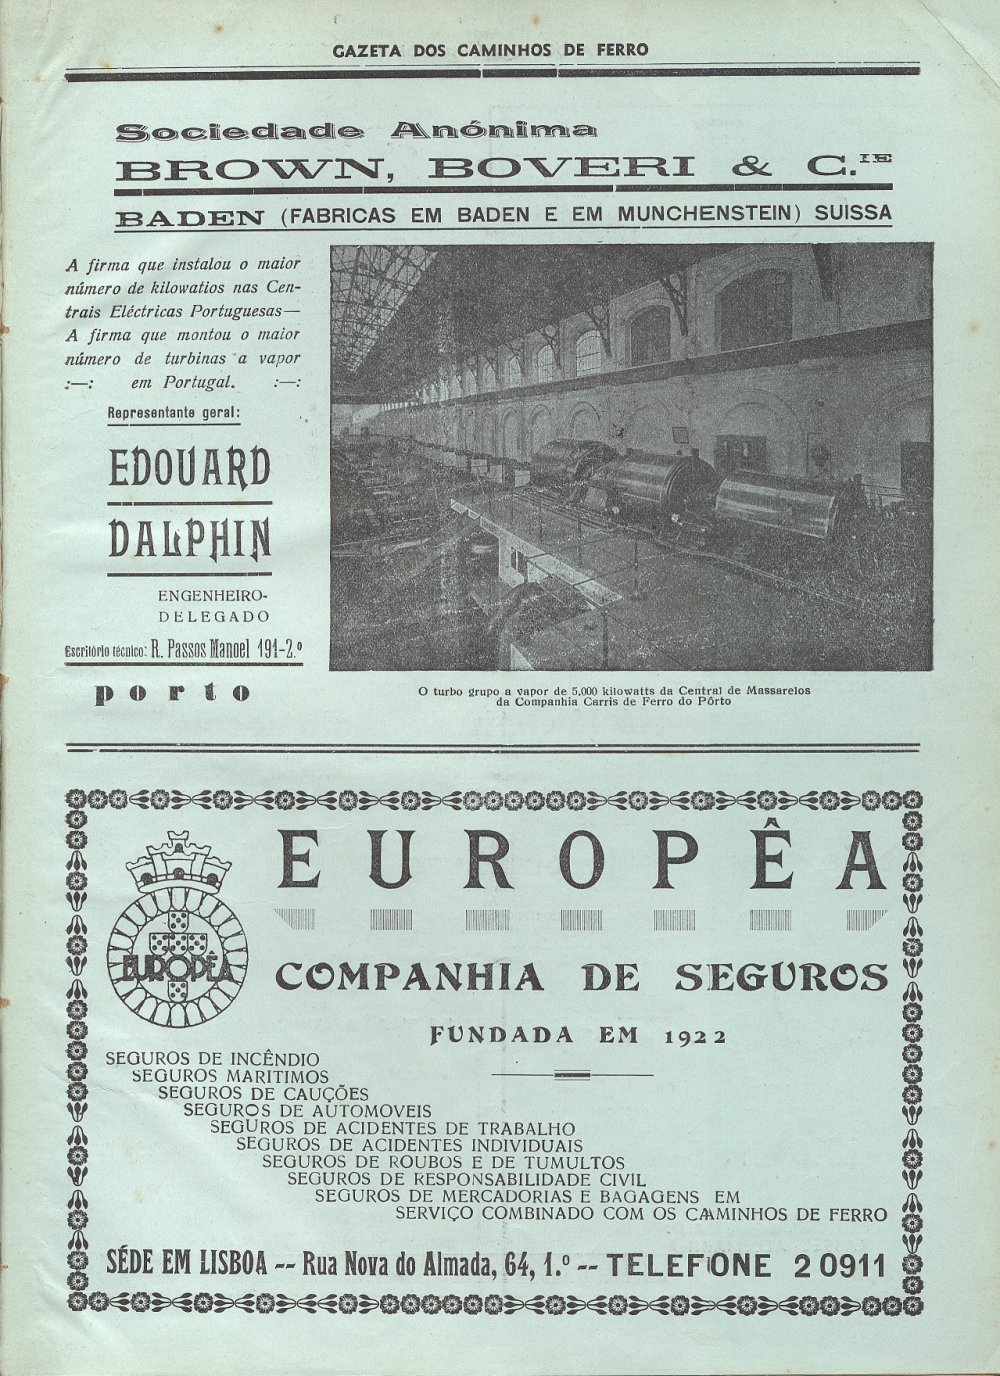 GAZETA DOS CAMINHOS DE FERRO
Sociedade Anónima
BROWN, BOVERI & C.IE
BADEN (FABRICAS EM BADEN E EM MUNCHENSTEIN) SUISSA
A firma que instalou o maior
número de kilowatios nas Cen-
trais Eléctricas Portuguesas—
A firma que montou o maior
número de turbinas a vapor
:—: em Portugal. :—:
Representante geral:
EDOUARD
DALPHIN
ENGENHEIRO-
DELEGADO
Escritório técnico: R. Passos Manoel 191-2.º
porto
O turbo grupo a vapor de 5.000 kilowatts da Central de Massarelos
da Companhia Carris de Ferro do Pôrto
EUROPÊA
EUROPÊA
COMPANHIA DE SEGUROS
FUNDADA EM 1922
SEGUROS DE INCÊNDIO
SEGUROS MARITIMOS
SEGUROS DE CAUÇÕES
SEGUROS DE AUTOMOVEIS
SEGUROS DE ACIDENTES DE TRABALHO
SEGUROS DE ACIDENTES INDIVIDUAIS
SEGUROS DE ROUBOS E DE TUMULTOS
SEGUROS DE RESPONSABILIDADE CIVIL
SEGUROS DE MERCADORIAS E BAGAGENS EM
SERVIÇO COMBINADO COM OS CAAMINHOS DE FERRO
SÉDE EM LISBOA -- Rua Nova do Almada, 64, 1.º -- TELEFONE 2 0911